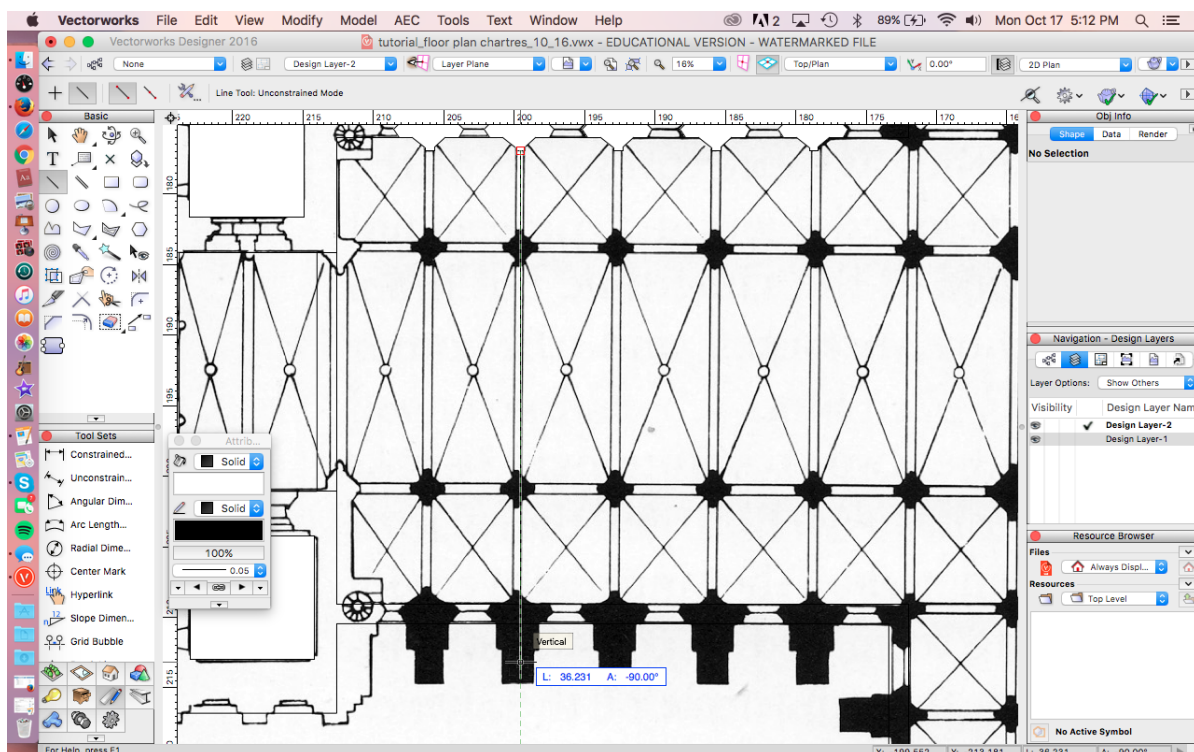 Vectorworks File Edit View Modify Model AEC Tools Text Window Help 2 89% Mon Oct 17 5:12 PM
Vectorworks Designer 2016 tutorial_floor plan chartres_10_16.vwx - EDUCATIONAL VERSION - WATERMARKED FILE
None Design Layer-2 Layer Plane 16% Top/Plan 0.00° 2D Plan
Line Tool: Unconstrained Mode
Basic
220 215 210 205 200 195 190 185 180 175 170
180
185
190
195
215
Obj Info
Shape Data Render
No Selection
Navigation - Design Layers
Layer Options: Show Others
Visibility Design Layer Nam
Design Layer-2
Design Layer-1
Tool Sets
Constrained...
Unconstrain...
Angular Dim...
Arc Length...
Radial Dime...
Center Mark
Hyperlink
Slope Dimen...
Grid Bubble
Attrib...
Solid
Solid
100%
0.05
Vertical
L: 36.231 A: -90.00°
Resource Browser
Files
Always Displ...
Resources
Top Level
No Active Symbol
For Help, press F1